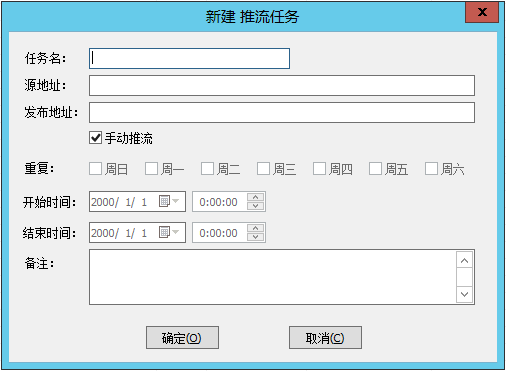 新建 推流任务
x
任务名：
源地址：
发布地址：
手动推流
重复： 周日 周一 周二 周三 周四 周五 周六
开始时间： 2000/ 1/ 1 0:00:00
结束时间： 2000/ 1/ 1 0:00:00
备注：
确定(O) 取消(C)